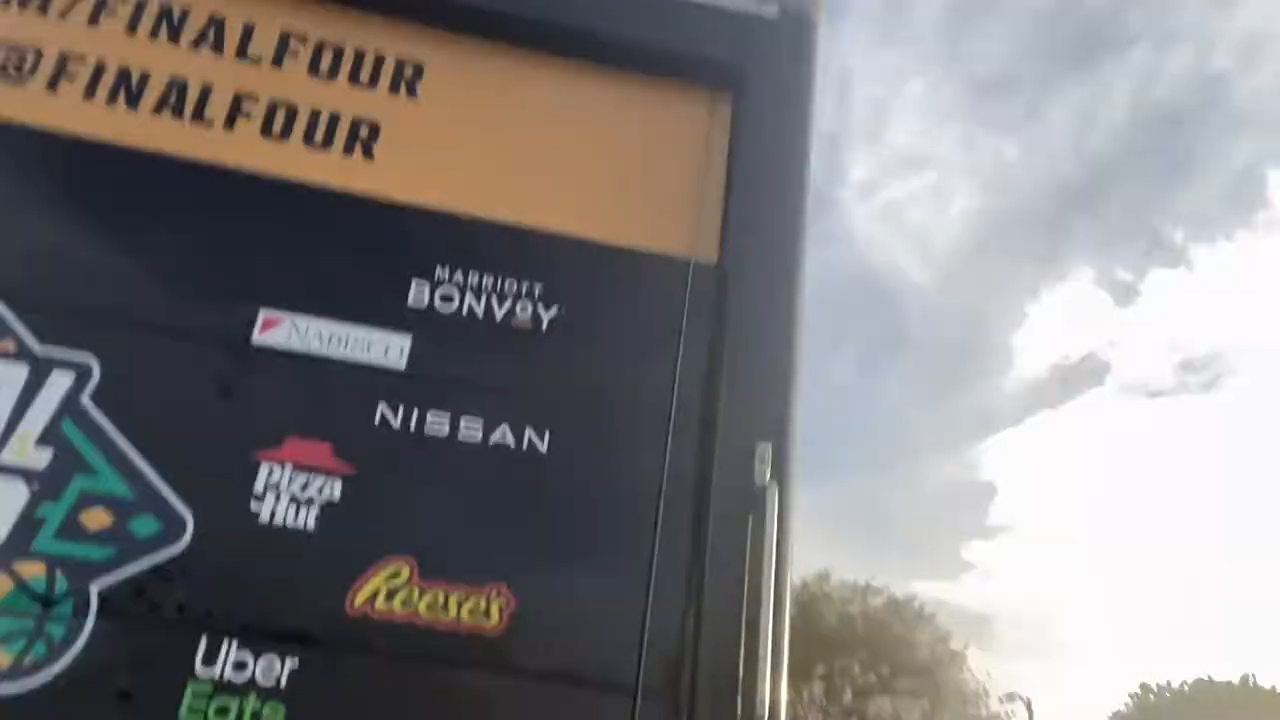 /FINALFOUR
@FINALFOUR
MARRIOTT
BONVOY
NABISCO
NISSAN
Pizza
Hut
Reese's
Uber
Eats